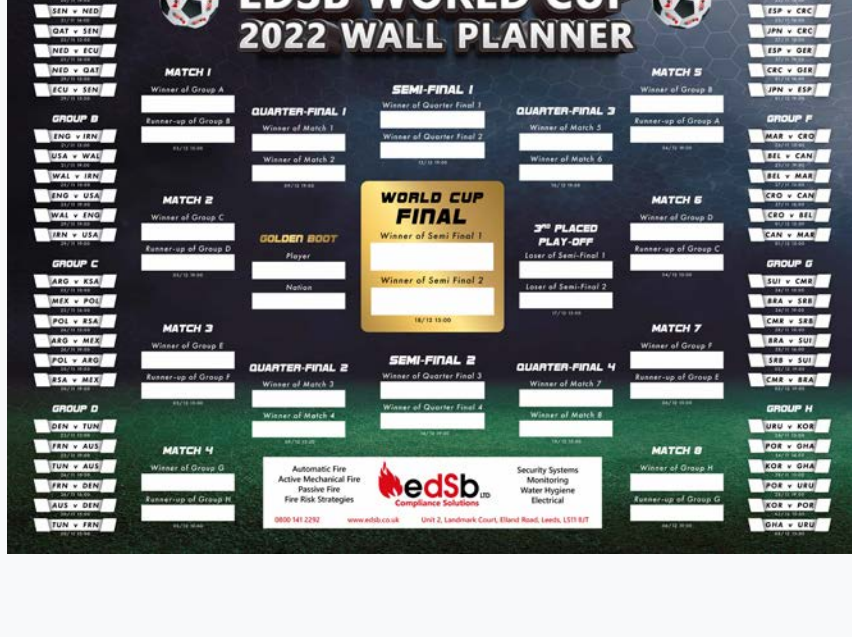 EDSB WORLD CUP
2022 WALL PLANNER
SEN v NED
QAT v SEN
NED v ECU
NED v QAT
ECU v SEN
GROUP B
ENG v IRN
USA v WAL
WAL v IRN
ENG v USA
WAL v ENG
IRN v USA
GROUP C
ARG v KSA
MEX v POL
POL v RSA
ARG v MEX
POL v ARG
RSA v MEX
GROUP D
DEN v TUN
FRN v AUS
TUN v AUS
FRN v DEN
AUS v DEN
TUN v FRN
MATCH 1
Winner of Group A
Runner-up of Group B
MATCH 2
Winner of Group C
Runner-up of Group D
MATCH 3
Winner of Group E
Runner-up of Group F
MATCH 4
Winner of Group G
Runner-up of Group H
QUARTER-FINAL 1
Winner of Match 1
Winner of Match 2
GOLDEN BOOT
Player
Nation
QUARTER-FINAL 2
Winner of Match 3
Winner of Match 4
SEMI-FINAL 1
Winner of Quarter Final 1
Winner of Quarter Final 2
WORLD CUP
FINAL
Winner of Semi Final 1
Winner of Semi Final 2
18/12 15:00
SEMI-FINAL 2
Winner of Quarter Final 3
Winner of Quarter Final 4
QUARTER-FINAL 3
Winner of Match 5
Winner of Match 6
3RD PLACED
PLAY-OFF
Loser of Semi-Final 1
Loser of Semi-Final 2
QUARTER-FINAL 4
Winner of Match 7
Winner of Match 8
MATCH 5
Winner of Group B
Runner-up of Group A
MATCH 6
Winner of Group D
Runner-up of Group C
MATCH 7
Winner of Group F
Runner-up of Group E
MATCH 8
Winner of Group H
Runner-up of Group G
ESP v CRC
JPN v CRC
ESP v GER
CRC v GER
JPN v ESP
GROUP F
MAR v CRO
BEL v CAN
BEL v MAR
CRO v CAN
CRO v BEL
CAN v MAR
GROUP G
SUI v CMR
BRA v SRB
CMR v SRB
BRA v SUI
SRB v SUI
CMR v BRA
GROUP H
URU v KOR
POR v GHA
KOR v GHA
POR v URU
KOR v POR
GHA v URU
Automatic Fire
Active Mechanical Fire
Passive Fire
Fire Risk Strategies
edSb LTD
Compliance Solutions
Security Systems
Monitoring
Water Hygiene
Electrical
0800 141 2292 www.edsb.co.uk Unit 2, Landmark Court, Elland Road, Leeds, LS11 8JT